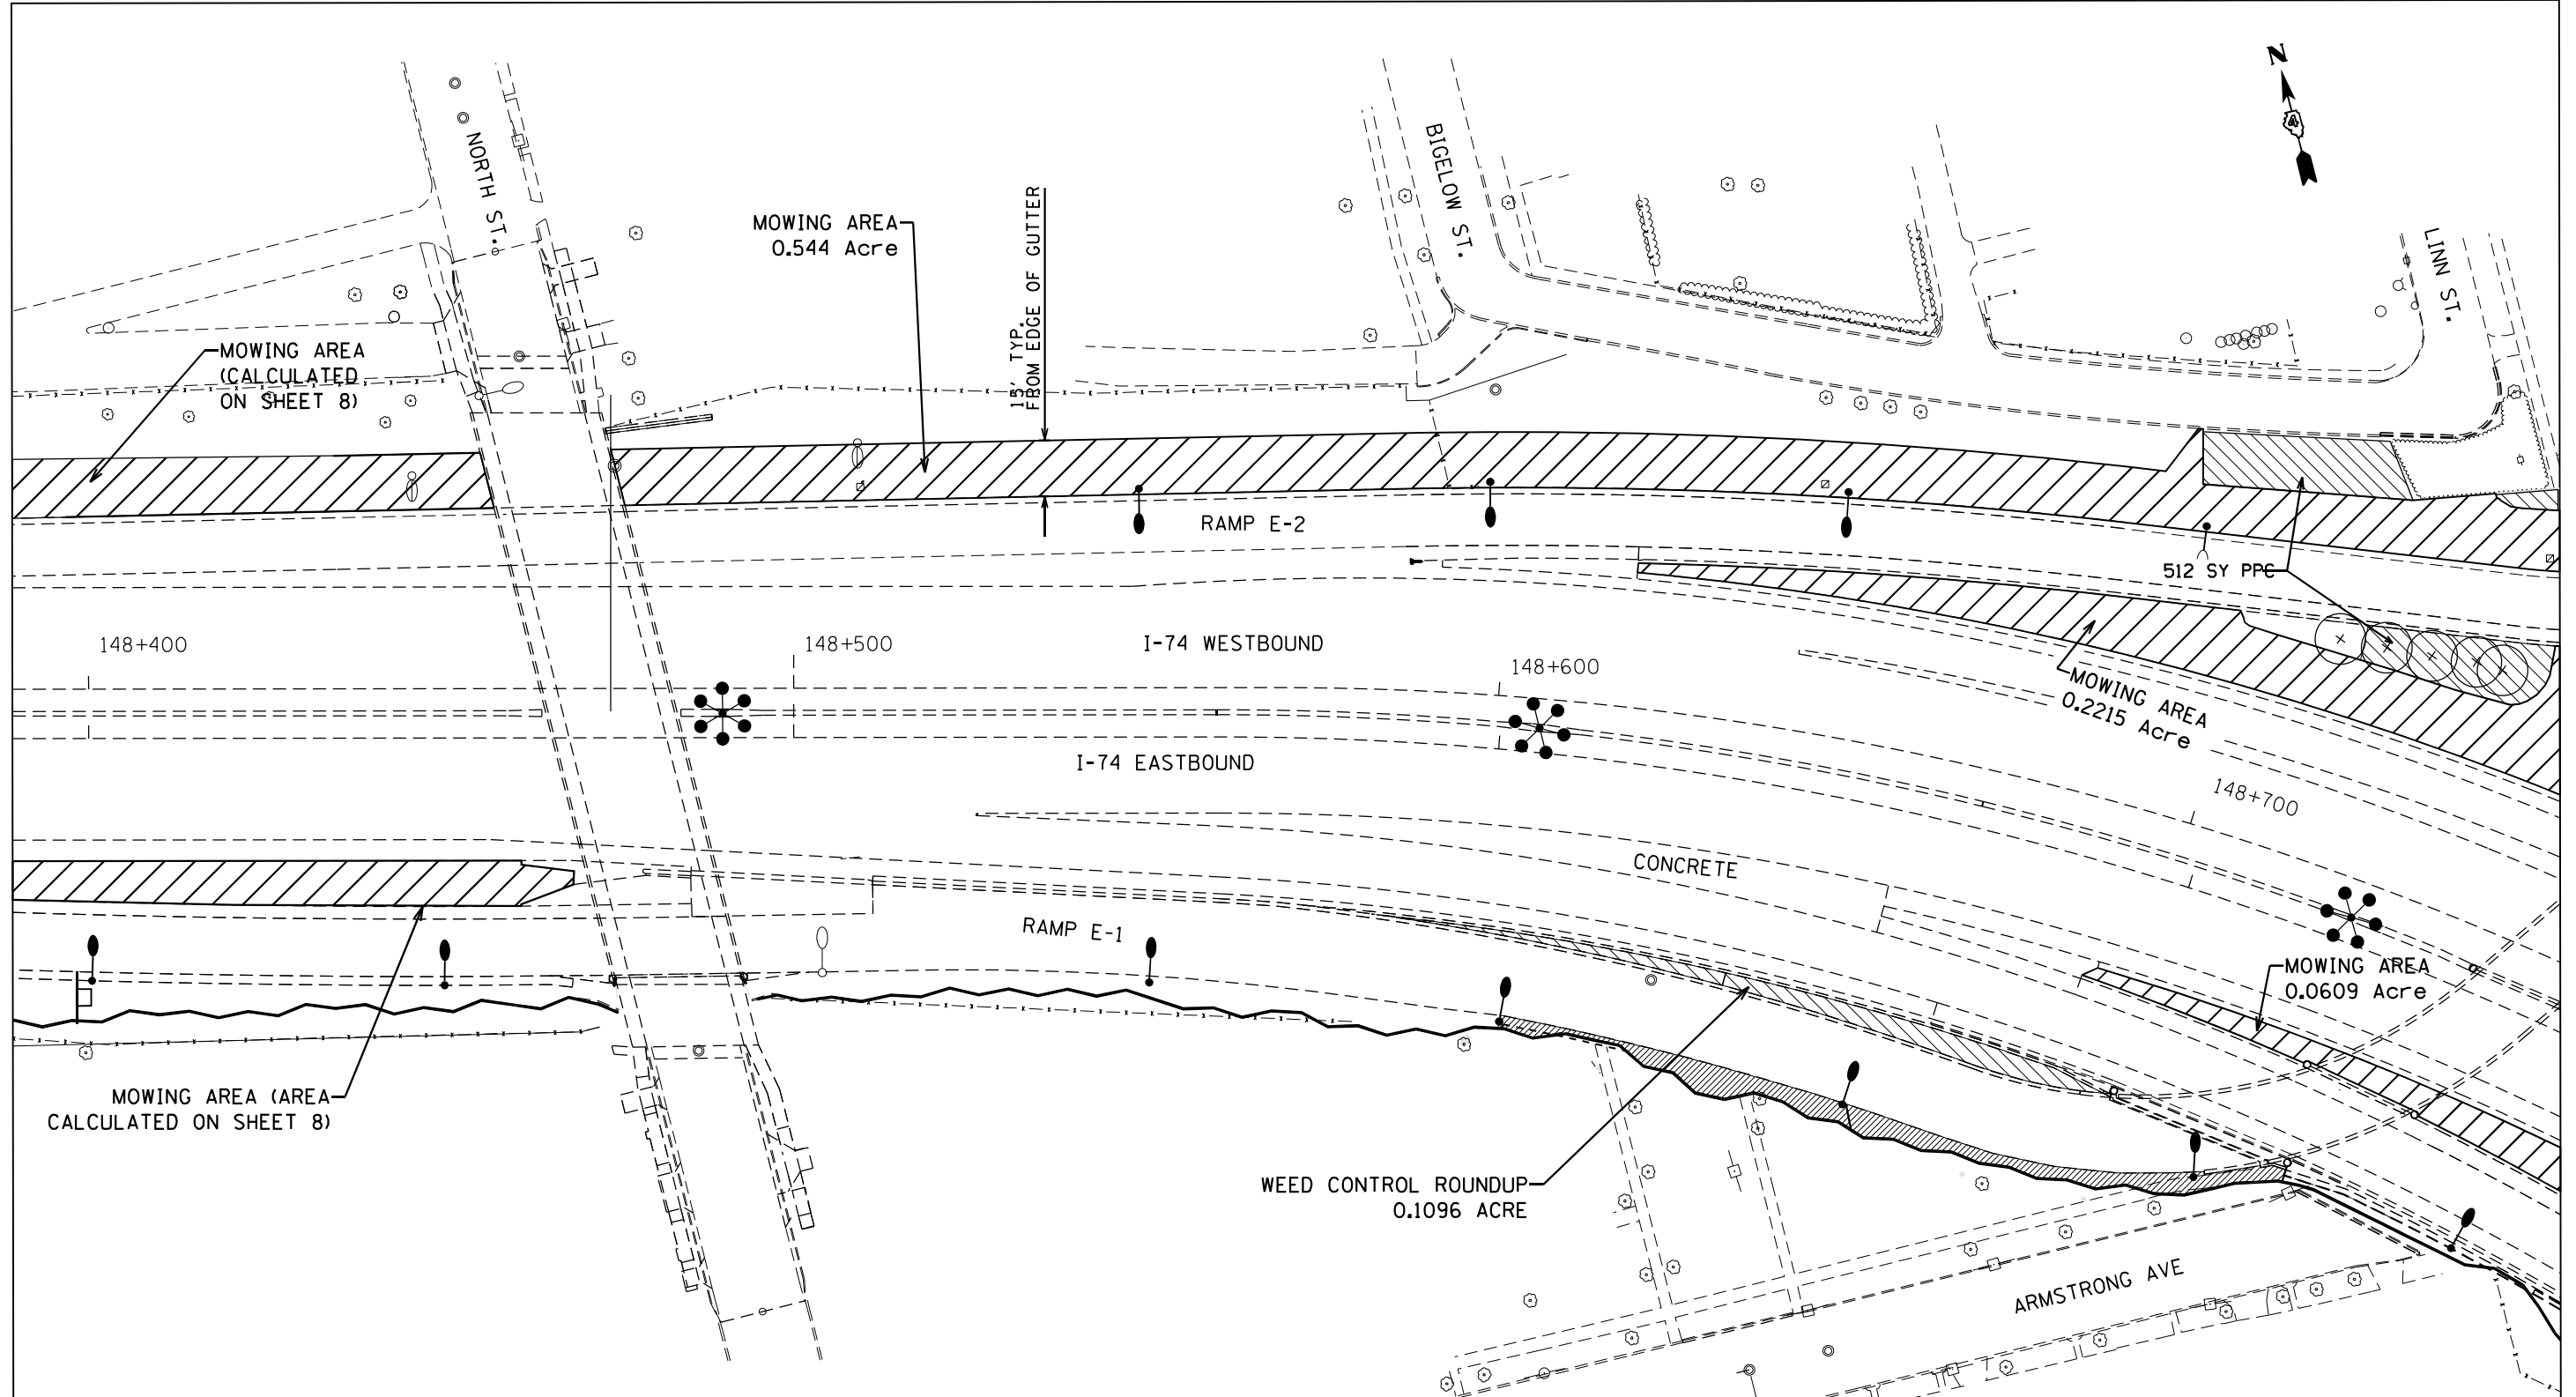 N
4
NORTH ST.
BIGELOW ST.
LINN ST.
MOWING AREA
0.544 Acre
15' TYP.
FROM EDGE OF GUTTER
MOWING AREA
(CALCULATED
ON SHEET 8)
RAMP E-2
512 SY PPC
148+400
148+500
I-74 WESTBOUND
148+600
MOWING AREA
0.2215 Acre
I-74 EASTBOUND
148+700
CONCRETE
RAMP E-1
MOWING AREA
0.0609 Acre
MOWING AREA (AREA
CALCULATED ON SHEET 8)
WEED CONTROL ROUNDUP
0.1096 ACRE
ARMSTRONG AVE